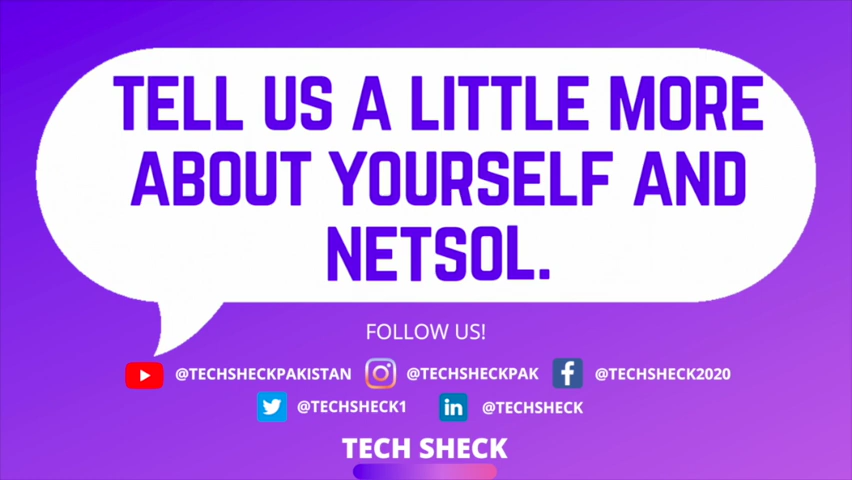 TELL US A LITTLE MORE
ABOUT YOURSELF AND
NETSOL.
FOLLOW US!
@TECHSHECKPAKISTAN @TECHSHECKPAK @TECHSHECK2020
@TECHSHECK1 @TECHSHECK
TECH SHECK